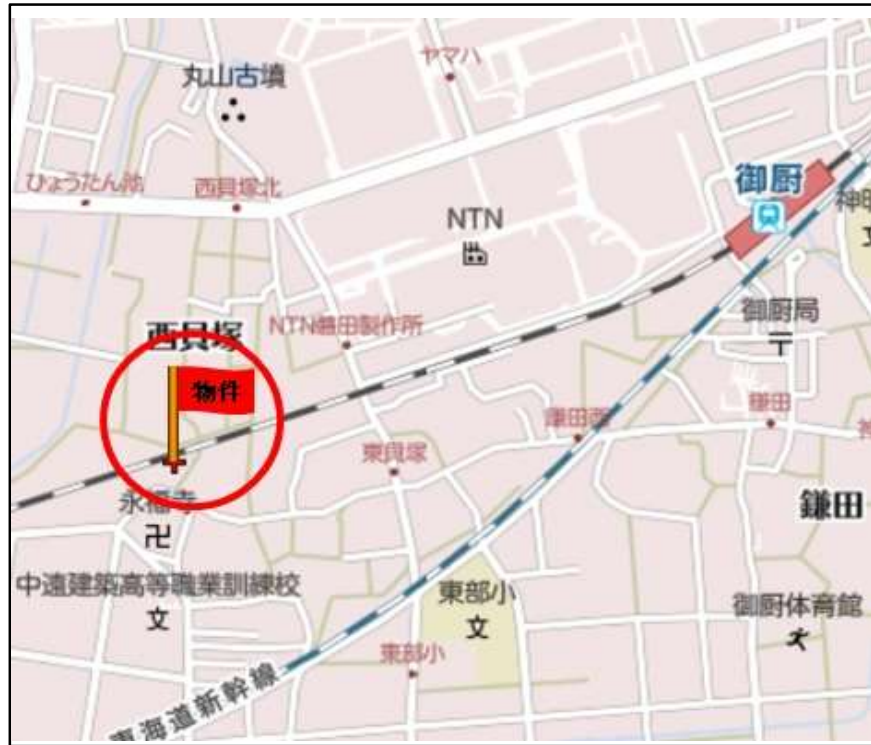 丸山古墳
ヤマハ
ひょうたん池
西貝塚北
御厨
NTN
御厨局
〒
西貝塚
NTN磐田製作所
物件
鎌田西
鎌田
東貝塚
永福寺
卍
鎌田
中遠建築高等職業訓練校
文
東部小
文
御厨体育館
東部小
東海道新幹線